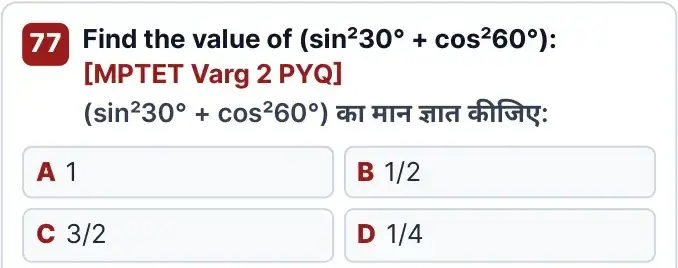 77 Find the value of (sin²30° + cos²60°):
[MPTET Varg 2 PYQ]
(sin²30° + cos²60°) का मान ज्ञात कीजिए:
A 1
B 1/2
C 3/2
D 1/4